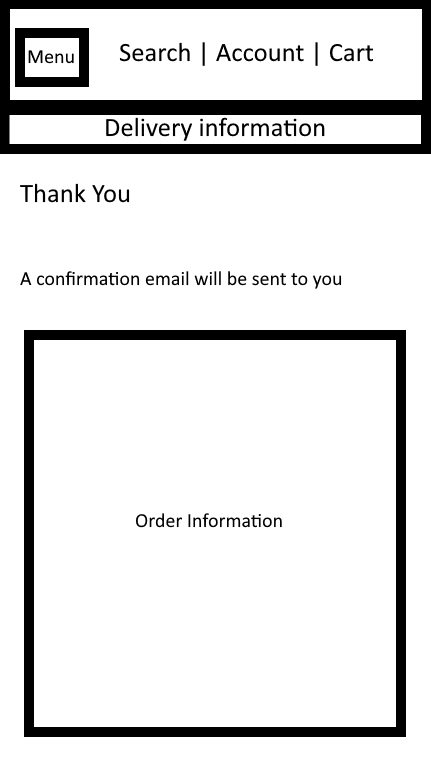 Menu
Search | Account | Cart
Delivery information
Thank You
A confirmation email will be sent to you
Order Information